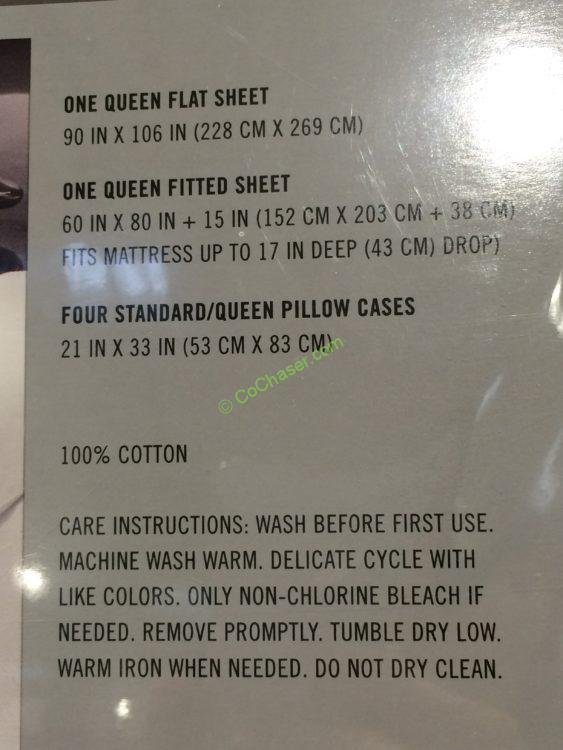 ONE QUEEN FLAT SHEET
90 IN X 106 IN (228 CM X 269 CM)
ONE QUEEN FITTED SHEET
60 IN X 80 IN + 15 IN (152 CM X 203 CM + 38 CM)
FITS MATTRESS UP TO 17 IN DEEP (43 CM) DROP)
FOUR STANDARD/QUEEN PILLOW CASES
21 IN X 33 IN (53 CM X 83 CM)
© CoChaser.com
100% COTTON
CARE INSTRUCTIONS: WASH BEFORE FIRST USE.
MACHINE WASH WARM. DELICATE CYCLE WITH
LIKE COLORS. ONLY NON-CHLORINE BLEACH IF
NEEDED. REMOVE PROMPTLY. TUMBLE DRY LOW.
WARM IRON WHEN NEEDED. DO NOT DRY CLEAN.